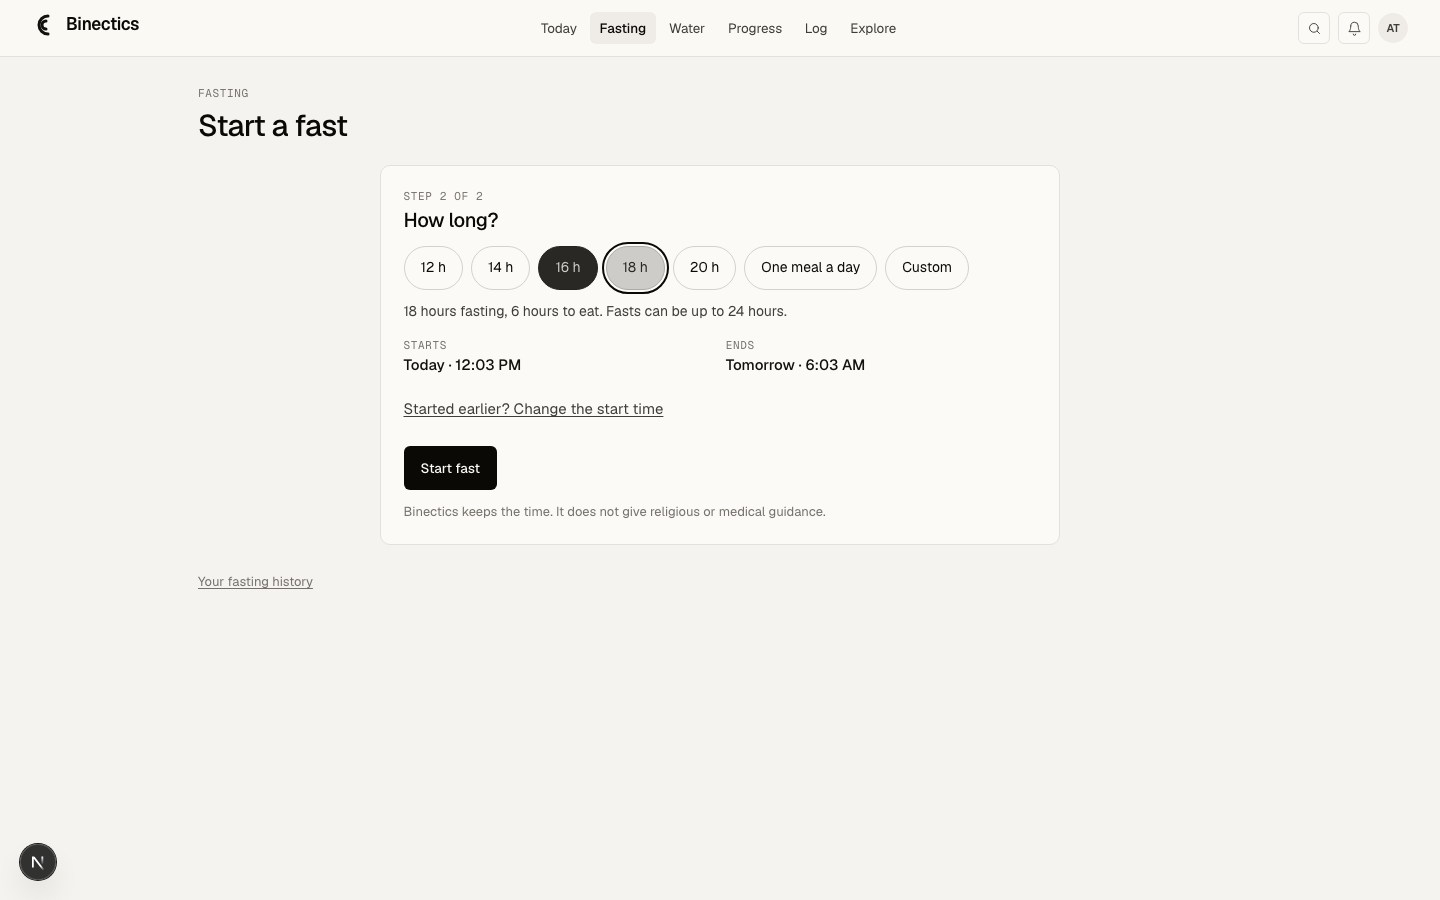 Binectics
Today Fasting Water Progress Log Explore
AT
FASTING
Start a fast
STEP 2 OF 2
How long?
12 h 14 h 16 h 18 h 20 h One meal a day Custom
18 hours fasting, 6 hours to eat. Fasts can be up to 24 hours.
STARTS ENDS
Today · 12:03 PM Tomorrow · 6:03 AM
Started earlier? Change the start time
Start fast
Binectics keeps the time. It does not give religious or medical guidance.
Your fasting history
N